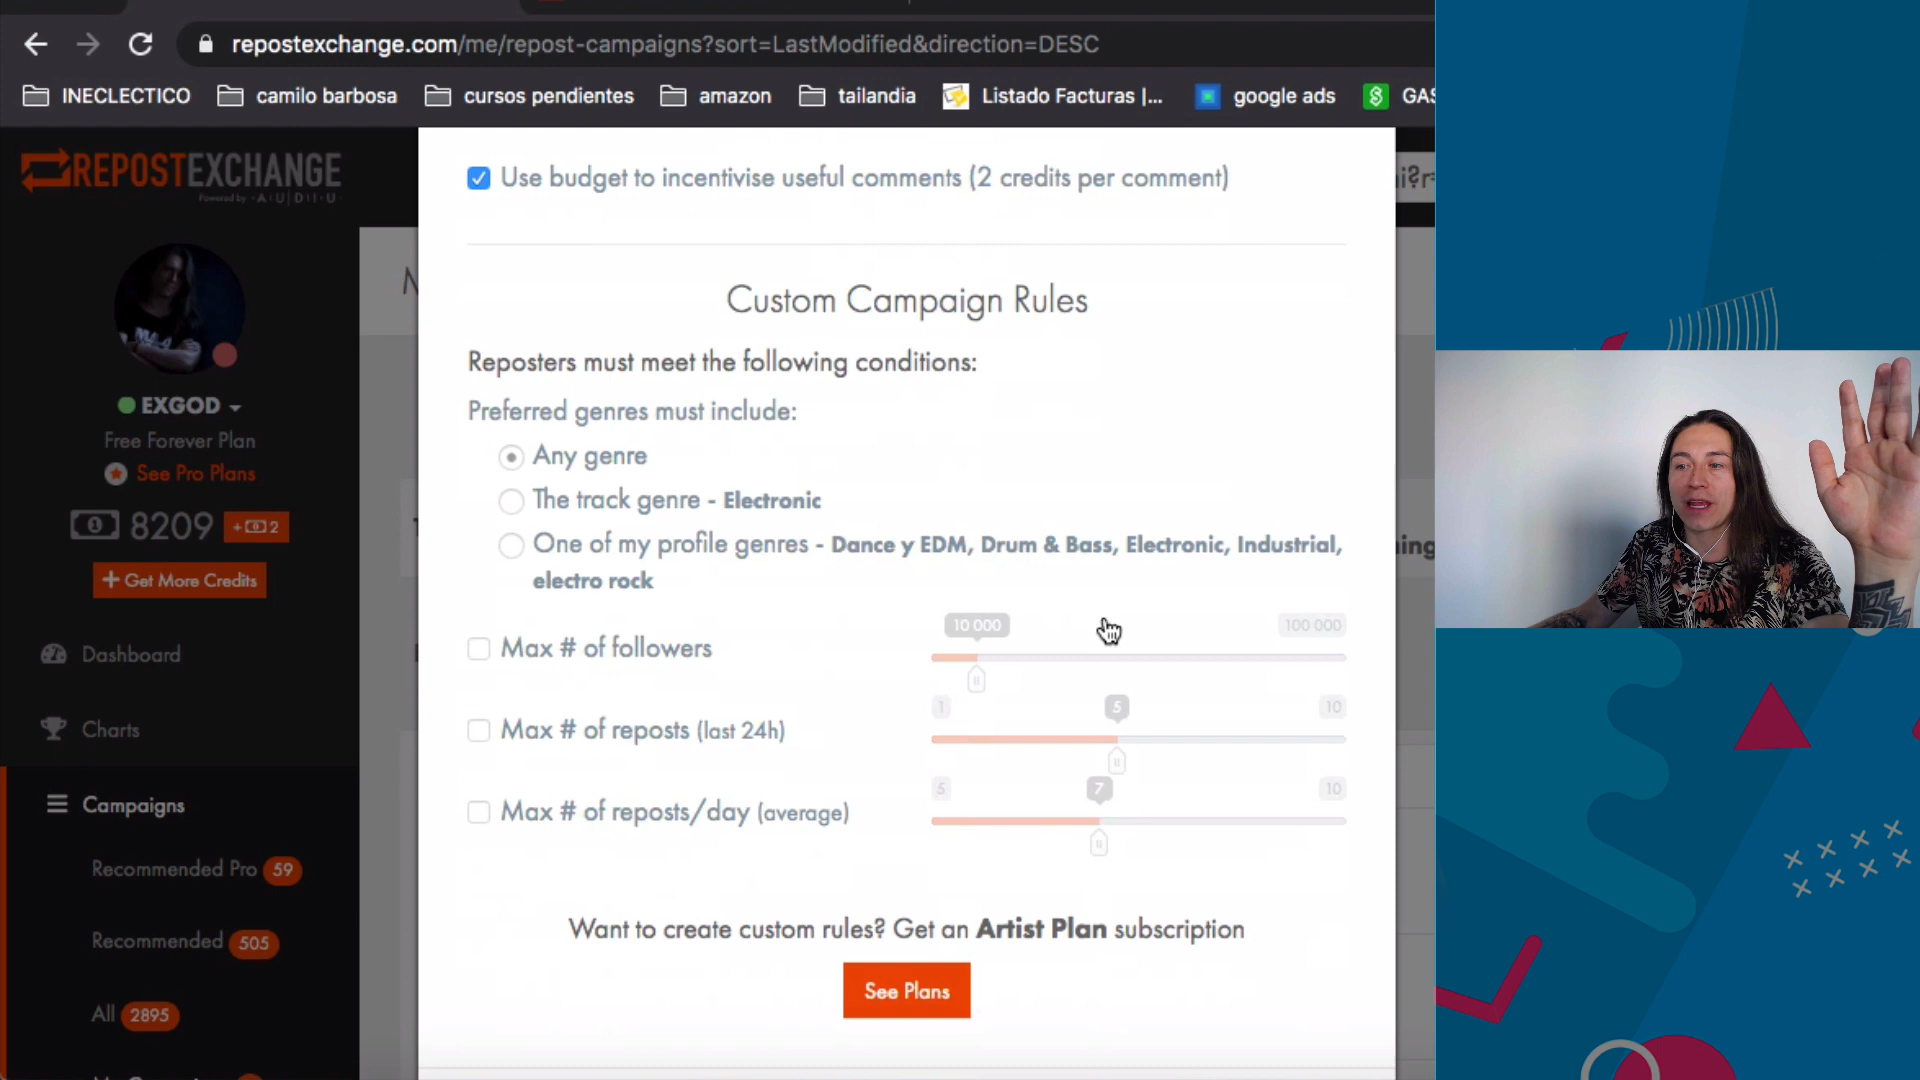 repostexchange.com/me/repost-campaigns?sort=LastModified&direction=DESC
INECLECTICO camilo barbosa cursos pendientes amazon tailandia Listado Facturas |... google ads GAS
REPOSTEXCHANGE
Powered by -A·U|D|I·U·
EXGOD
Free Forever Plan
See Pro Plans
8209 + 2
+ Get More Credits
Dashboard
Charts
Campaigns
Recommended Pro 59
Recommended 505
All 2895
Use budget to incentivise useful comments (2 credits per comment)
Custom Campaign Rules
Reposters must meet the following conditions:
Preferred genres must include:
Any genre
The track genre - Electronic
One of my profile genres - Dance y EDM, Drum & Bass, Electronic, Industrial,
electro rock
10 000 100 000
Max # of followers
1 5 10
Max # of reposts (last 24h)
5 7 10
Max # of reposts/day (average)
Want to create custom rules? Get an Artist Plan subscription
See Plans